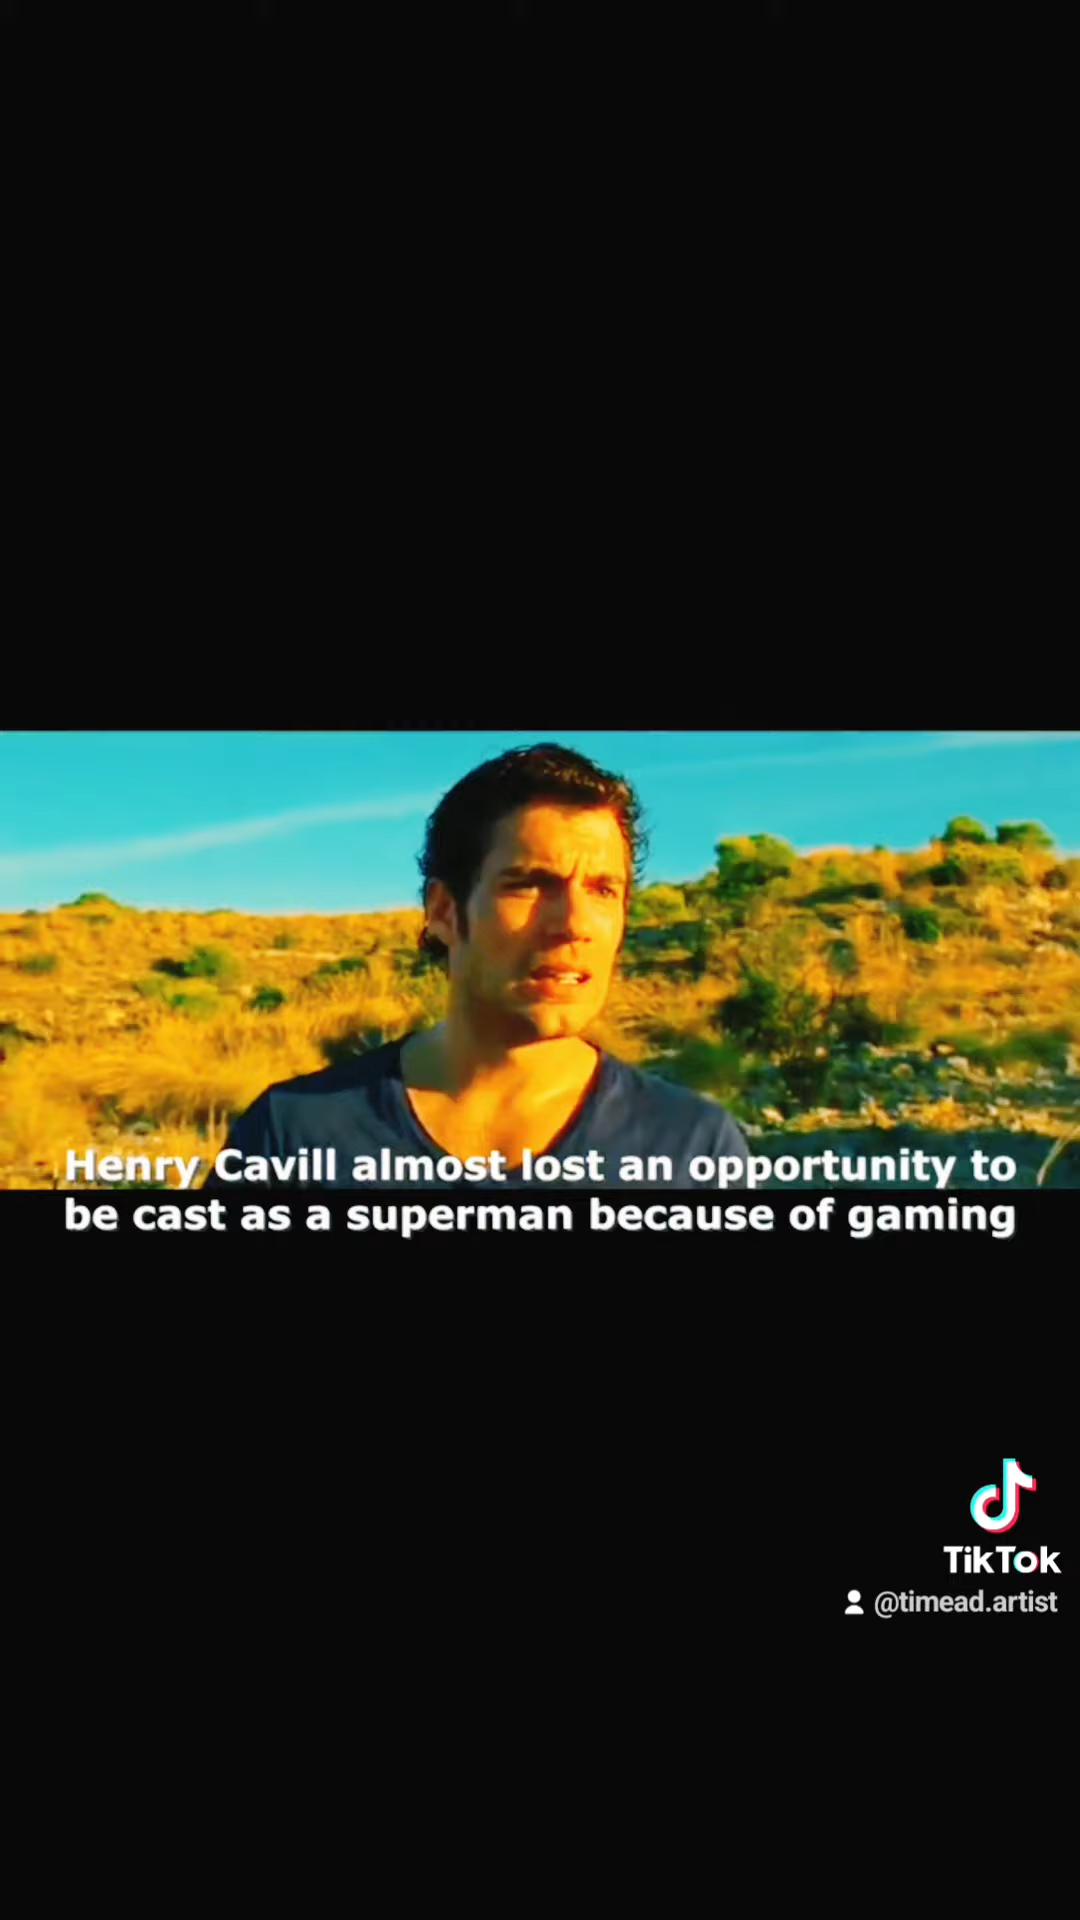 Henry Cavill almost lost an opportunity to
be cast as a superman because of gaming
TikTok
@timead.artist